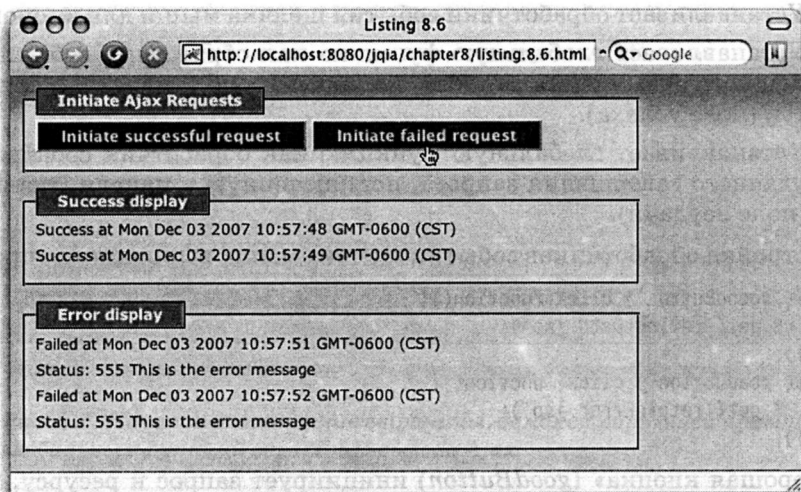 Listing 8.6
http://localhost:8080/jqia/chapter8/listing.8.6.html
Google
Initiate Ajax Requests
Initiate successful request
Initiate failed request
Success display
Success at Mon Dec 03 2007 10:57:48 GMT-0600 (CST)
Success at Mon Dec 03 2007 10:57:49 GMT-0600 (CST)
Error display
Failed at Mon Dec 03 2007 10:57:51 GMT-0600 (CST)
Status: 555 This is the error message
Failed at Mon Dec 03 2007 10:57:52 GMT-0600 (CST)
Status: 555 This is the error message